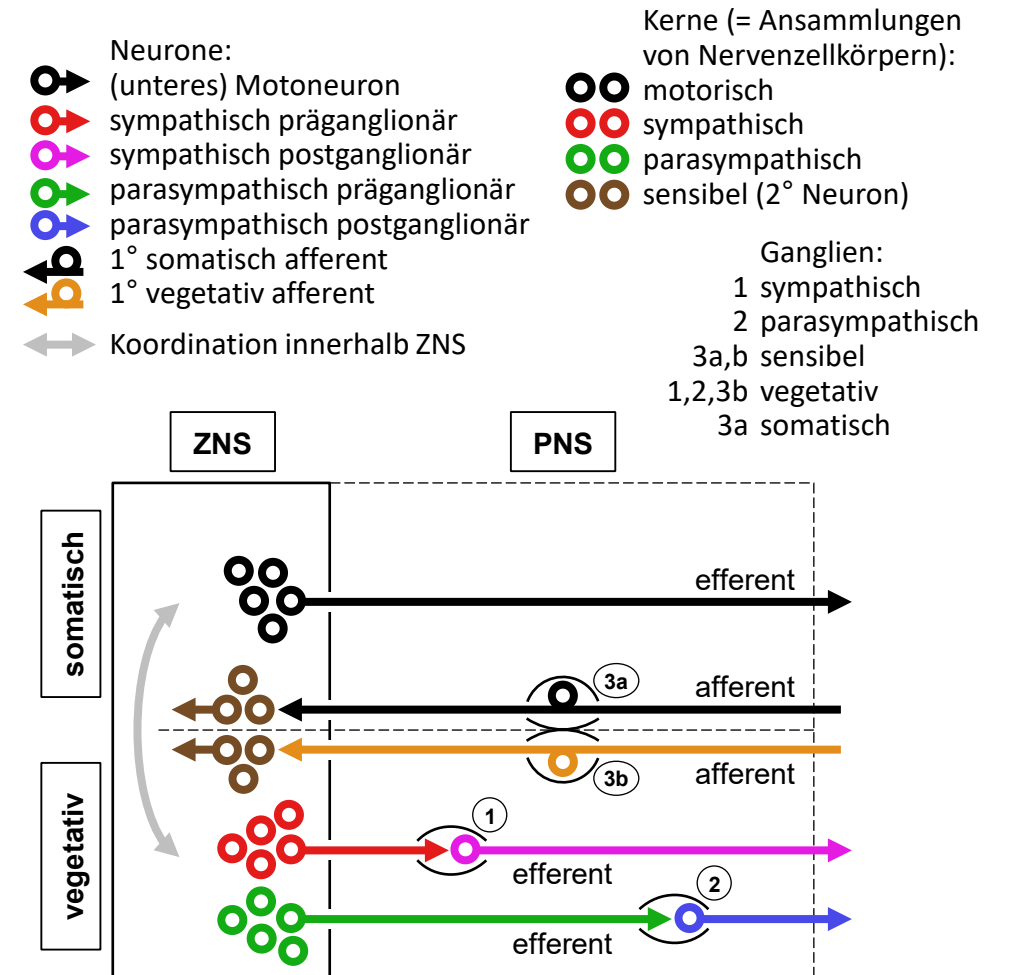 Neurone:
(unteres) Motoneuron
sympathisch präganglionär
sympathisch postganglionär
parasympathisch präganglionär
parasympathisch postganglionär
1° somatisch afferent
1° vegetativ afferent
Koordination innerhalb ZNS
Kerne (= Ansammlungen
von Nervenzellkörpern):
motorisch
sympathisch
parasympathisch
sensibel (2° Neuron)
Ganglien:
1 sympathisch
2 parasympathisch
3a,b sensibel
1,2,3b vegetativ
3a somatisch
ZNS
PNS
somatisch
efferent
3a
afferent
vegetativ
3b
afferent
1
efferent
2
efferent